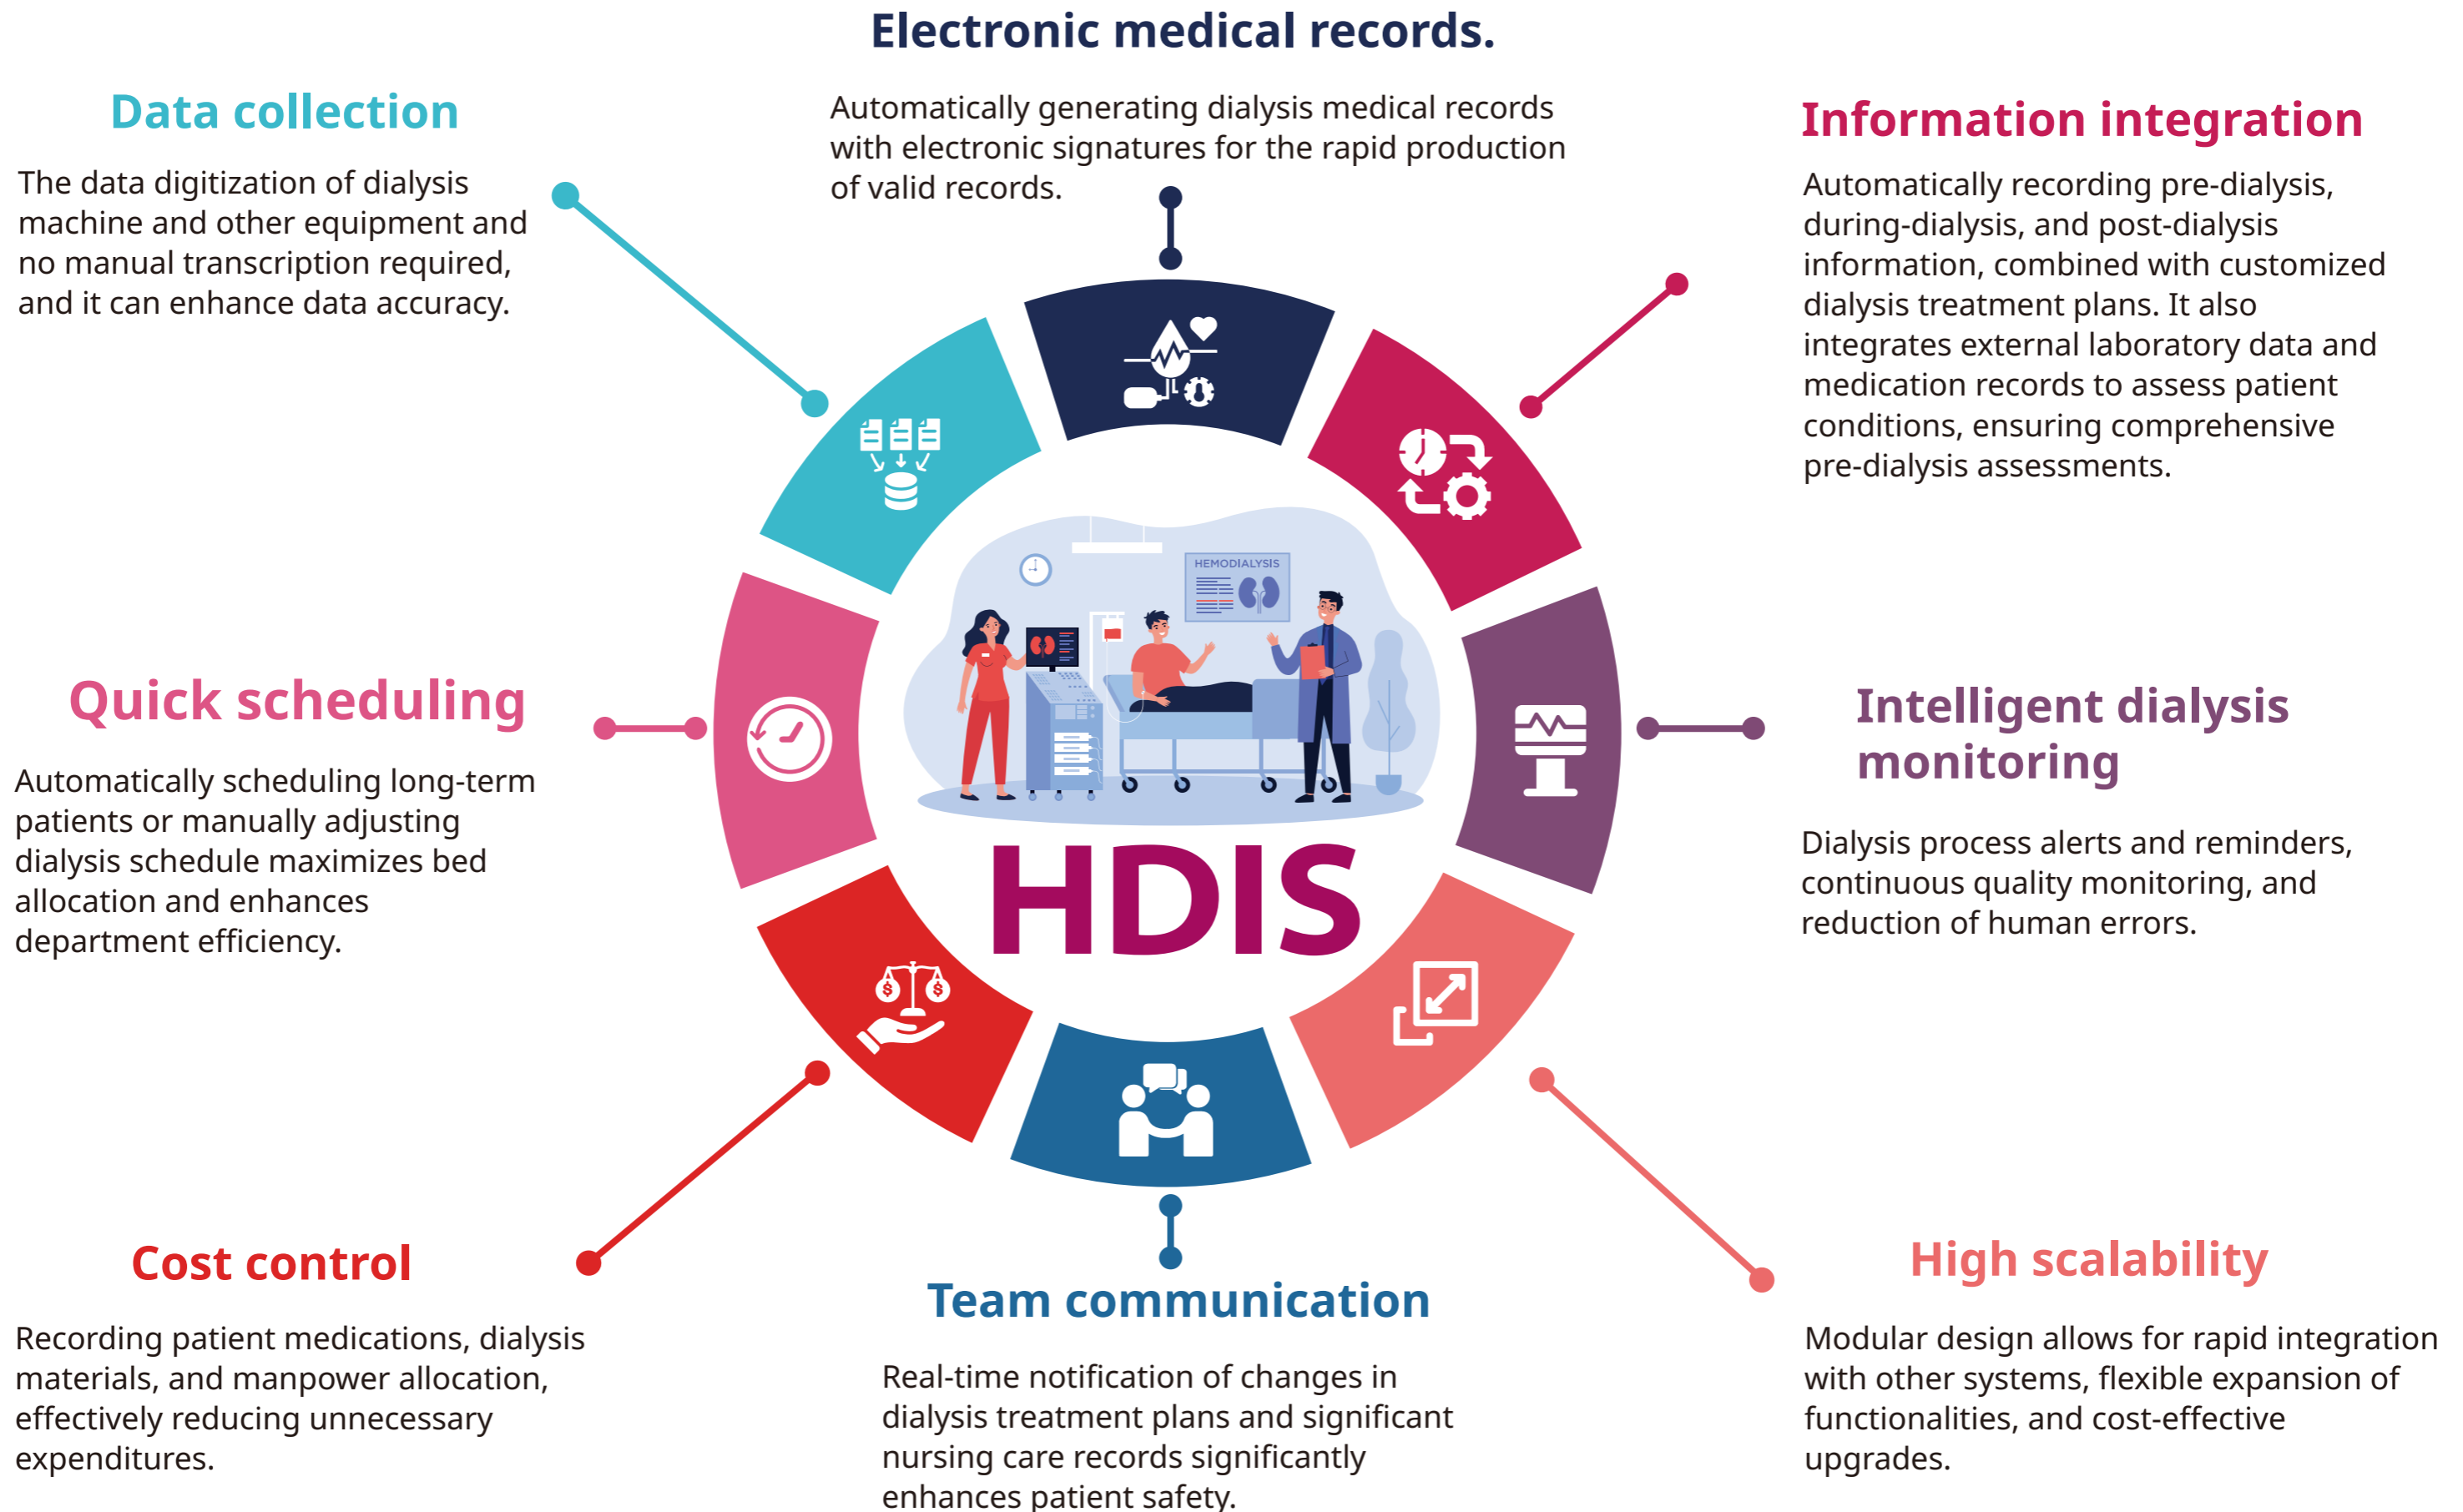 Electronic medical records.
Automatically generating dialysis medical records
with electronic signatures for the rapid production
of valid records.
Data collection
The data digitization of dialysis
machine and other equipment and
no manual transcription required,
and it can enhance data accuracy.
Information integration
Automatically recording pre-dialysis,
during-dialysis, and post-dialysis
information, combined with customized
dialysis treatment plans. It also
integrates external laboratory data and
medication records to assess patient
conditions, ensuring comprehensive
pre-dialysis assessments.
HEMODIALYSIS
HDIS
Quick scheduling
Automatically scheduling long-term
patients or manually adjusting
dialysis schedule maximizes bed
allocation and enhances
department efficiency.
Intelligent dialysis
monitoring
Dialysis process alerts and reminders,
continuous quality monitoring, and
reduction of human errors.
$ $
Cost control
Recording patient medications, dialysis
materials, and manpower allocation,
effectively reducing unnecessary
expenditures.
Team communication
Real-time notification of changes in
dialysis treatment plans and significant
nursing care records significantly
enhances patient safety.
High scalability
Modular design allows for rapid integration
with other systems, flexible expansion of
functionalities, and cost-effective
upgrades.